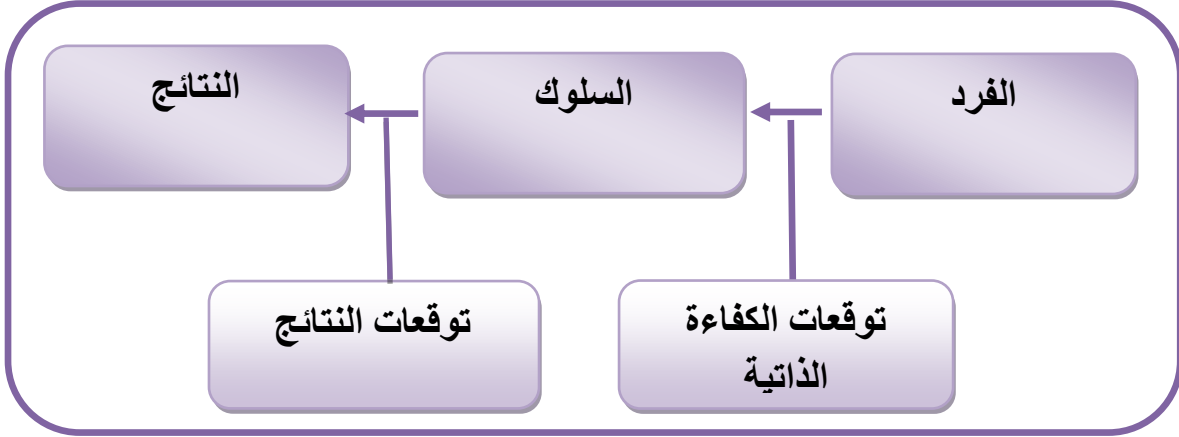 الفرد
السلوك
النتائج
توقعات الكفاءة
الذاتية
توقعات النتائج